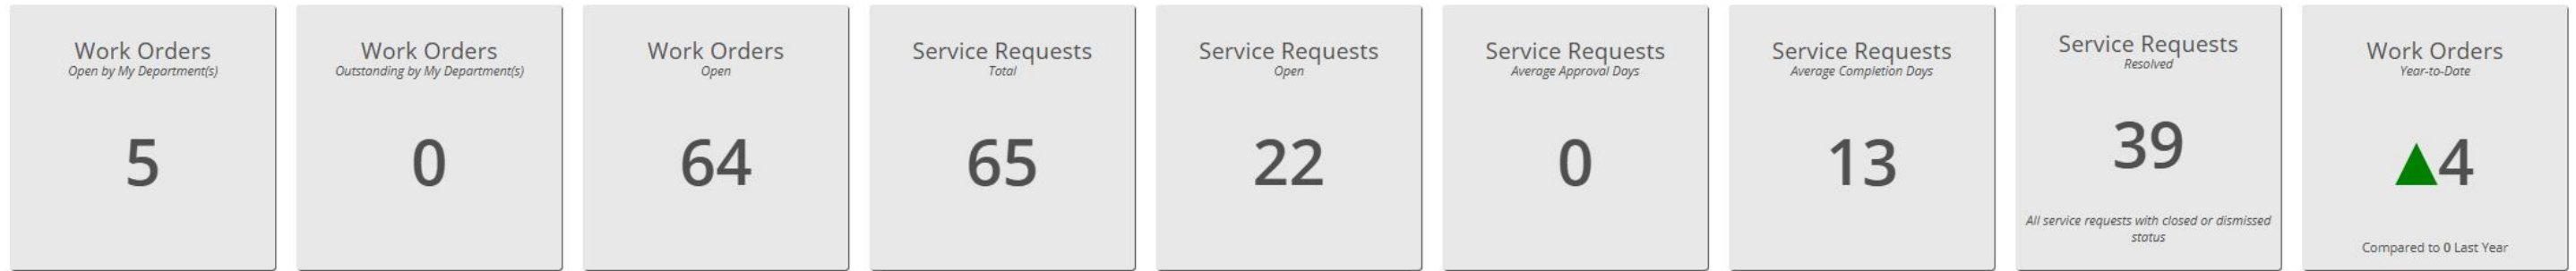 Work Orders
Open by My Department(s)
5
Work Orders
Outstanding by My Department(s)
0
Work Orders
Open
64
Service Requests
Total
65
Service Requests
Open
22
Service Requests
Average Approval Days
0
Service Requests
Average Completion Days
13
Service Requests
Resolved
39
All service requests with closed or dismissed
status
Work Orders
Year-to-Date
▲4
Compared to 0 Last Year